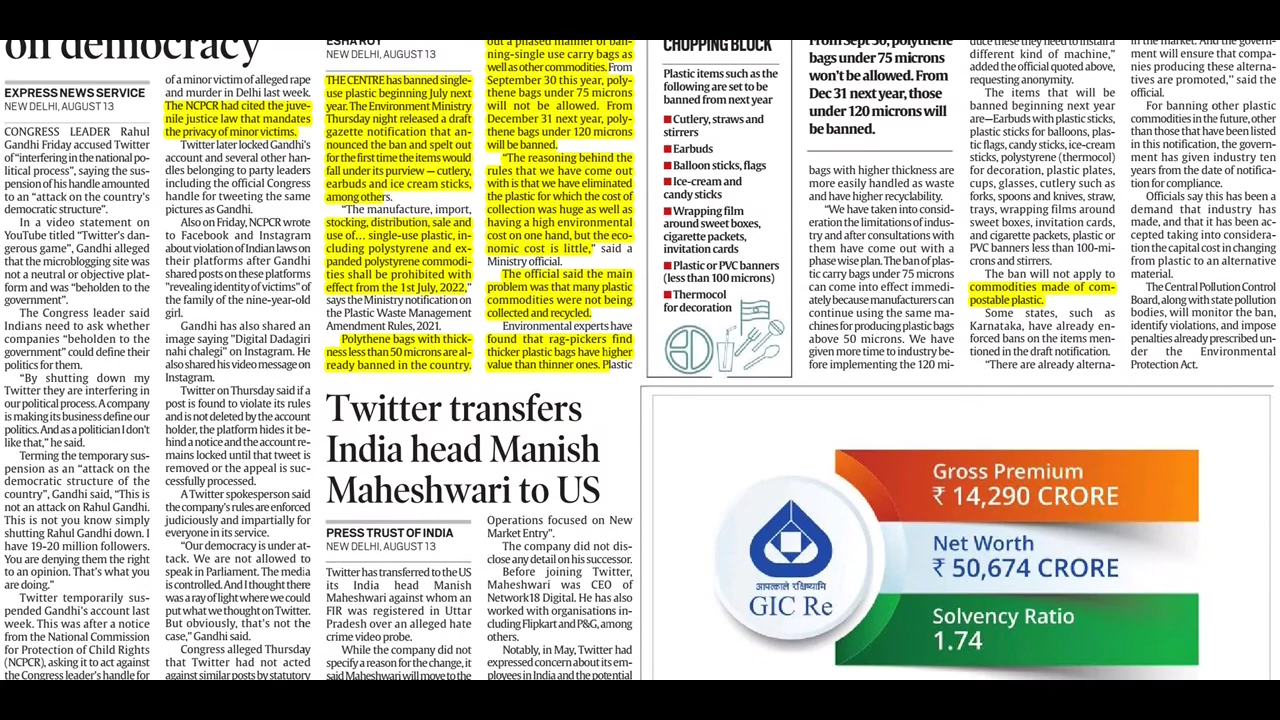 on democracy
EXPRESS NEWS SERVICE
NEW DELHI, AUGUST 13
CONGRESS LEADER Rahul
Gandhi Friday accused Twitter
of "interfering in the national po-
litical process", saying the sus-
pension of his handle amounted
to an "attack on the country's
democratic structure".
In a video statement on
YouTube titled "Twitter's dan-
gerous game", Gandhi alleged
that the microblogging site was
not a neutral or objective plat-
form and was "beholden to the
government".
The Congress leader said
Indians need to ask whether
companies "beholden to the
government" could define their
politics for them.
"By shutting down my
Twitter they are interfering in
our political process. A company
is making its business define our
politics. And as a politician I don't
like that," he said.
Terming the temporary sus-
pension as an "attack on the
democratic structure of the
country", Gandhi said, "This is
not an attack on Rahul Gandhi.
This is not you know simply
shutting Rahul Gandhi down. I
have 19-20 million followers.
You are denying them the right
to an opinion. That's what you
are doing."
Twitter temporarily sus-
pended Gandhi's account last
week. This was after a notice
from the National Commission
for Protection of Child Rights
(NCPCR), asking it to act against
the Congress leader's handle for
of a minor victim of alleged rape
and murder in Delhi last week.
The NCPCR had cited the juve-
nile justice law that mandates
the privacy of minor victims.
Twitter later locked Gandhi's
account and several other han-
dles belonging to party leaders
including the official Congress
handle for tweeting the same
pictures as Gandhi.
Also on Friday, NCPCR wrote
to Facebook and Instagram
about violation of Indian laws on
their platforms after Gandhi
shared posts on these platforms
"revealing identity of victims" of
the family of the nine-year-old
girl.
Gandhi has also shared an
image saying "Digital Dadagiri
nahi chalegi" on Instagram. He
also shared his video message on
Instagram.
Twitter on Thursday said if a
post is found to violate its rules
and is not deleted by the account
holder, the platform hides it be-
hind a notice and the account re-
mains locked until that tweet is
removed or the appeal is suc-
cessfully processed.
A Twitter spokesperson said
the company's rules are enforced
judiciously and impartially for
everyone in its service.
"Our democracy is under at-
tack. We are not allowed to
speak in Parliament. The media
is controlled. And I thought there
was a ray of light where we could
put what we thought on Twitter.
But obviously, that's not the
case," Gandhi said.
Congress alleged Thursday
that Twitter had not acted
against similar posts by statutory
ESHA ROY
NEW DELHI, AUGUST 13
THE CENTRE has banned single-
use plastic beginning July next
year. The Environment Ministry
Thursday night released a draft
gazette notification that an-
nounced the ban and spelt out
for the first time the items would
fall under its purview — cutlery,
earbuds and ice cream sticks,
among others.
"The manufacture, import,
stocking, distribution, sale and
use of... single-use plastic, in-
cluding polystyrene and ex-
panded polystyrene commodi-
ties shall be prohibited with
effect from the 1st July, 2022,"
says the Ministry notification on
the Plastic Waste Management
Amendment Rules, 2021.
Polythene bags with thick-
ness less than 50 microns are al-
ready banned in the country.
out a phased manner of ban-
ning-single use carry bags as
well as other commodities. From
September 30 this year, poly-
thene bags under 75 microns
will not be allowed. From
December 31 next year, poly-
thene bags under 120 microns
will be banned.
"The reasoning behind the
rules that we have come out
with is that we have eliminated
the plastic for which the cost of
collection was huge as well as
having a high environmental
cost on one hand, but the eco-
nomic cost is little," said a
Ministry official.
The official said the main
problem was that many plastic
commodities were not being
collected and recycled.
Environmental experts have
found that rag-pickers find
thicker plastic bags have higher
value than thinner ones. Plastic
CHOPPING BLOCK
Plastic items such as the
following are set to be
banned from next year
■ Cutlery, straws and
stirrers
■ Earbuds
■ Balloon sticks, flags
■ Ice-cream and
candy sticks
■ Wrapping film
around sweet boxes,
cigarette packets,
invitation cards
■ Plastic or PVC banners
(less than 100 microns)
■ Thermocol
for decoration
From Sept 30, polythene
bags under 75 microns
won't be allowed. From
Dec 31 next year, those
under 120 microns will
be banned.
bags with higher thickness are
more easily handled as waste
and have higher recyclability.
"We have taken into consid-
eration the limitations of indus-
try and after consultations with
them have come out with a
phase wise plan. The ban of plas-
tic carry bags under 75 microns
can come into effect immedi-
ately because manufacturers can
continue using the same ma-
chines for producing plastic bags
above 50 microns. We have
given more time to industry be-
fore implementing the 120 mi-
duce these they need to install a
different kind of machine,"
added the official quoted above,
requesting anonymity.
The items that will be
banned beginning next year
are—Earbuds with plastic sticks,
plastic sticks for balloons, plas-
tic flags, candy sticks, ice-cream
sticks, polystyrene (thermocol)
for decoration, plastic plates,
cups, glasses, cutlery such as
forks, spoons and knives, straw,
trays, wrapping films around
sweet boxes, invitation cards,
and cigarette packets, plastic or
PVC banners less than 100-mi-
crons and stirrers.
The ban will not apply to
commodities made of com-
postable plastic.
Some states, such as
Karnataka, have already en-
forced bans on the items men-
tioned in the draft notification.
"There are already alterna-
in the market. And the govern-
ment will ensure that com-
panies producing these alterna-
tives are promoted," said the
official.
For banning other plastic
commodities in the future, other
than those that have been listed
in this notification, the govern-
ment has given industry ten
years from the date of notifica-
tion for compliance.
Officials say this has been a
demand that industry has
made, and that it has been ac-
cepted taking into considera-
tion the capital cost in changing
from plastic to an alternative
material.
The Central Pollution Control
Board, along with state pollution
bodies, will monitor the ban,
identify violations, and impose
penalties already prescribed un-
der the Environmental
Protection Act.
Twitter transfers
India head Manish
Maheshwari to US
PRESS TRUST OF INDIA
NEW DELHI, AUGUST 13
Twitter has transferred to the US
its India head Manish
Maheshwari against whom an
FIR was registered in Uttar
Pradesh over an alleged hate
crime video probe.
While the company did not
specify a reason for the change, it
said Maheshwari will move to the
Operations focused on New
Market Entry".
The company did not dis-
close any detail on his successor.
Before joining Twitter,
Maheshwari was CEO of
Network18 Digital. He has also
worked with organisations in-
cluding Flipkart and P&G, among
others.
Notably, in May, Twitter had
expressed concern about its em-
ployees in India and the potential
आपत्काले रक्षिष्यामि
GIC Re
Gross Premium
₹ 14,290 CRORE
Net Worth
₹ 50,674 CRORE
Solvency Ratio
1.74